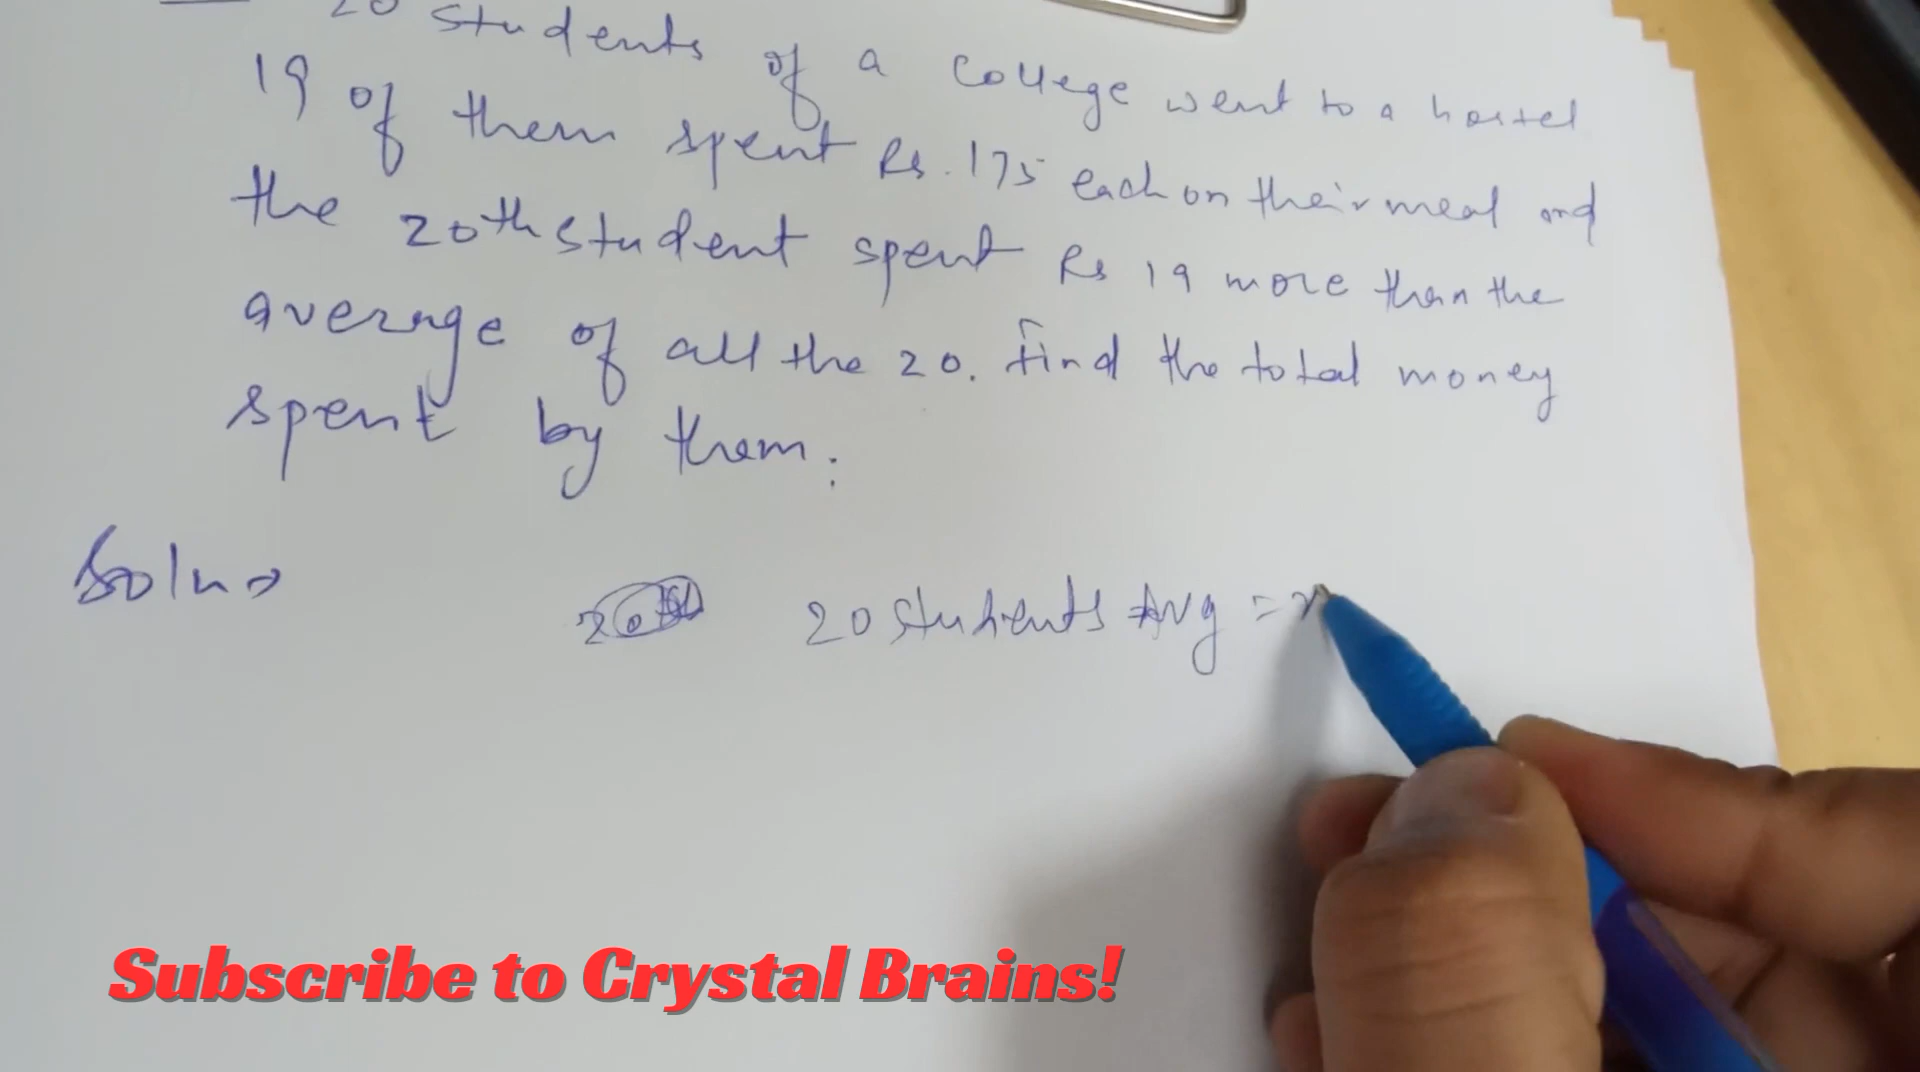 20 students of a college went to a hostel
19 of them spent Rs. 175 each on their meal and
the 20th student spent Rs 19 more than the
average of all the 20. Find the total money
spent by them.
Soln →
20 20 students Avg = x
Subscribe to Crystal Brains!